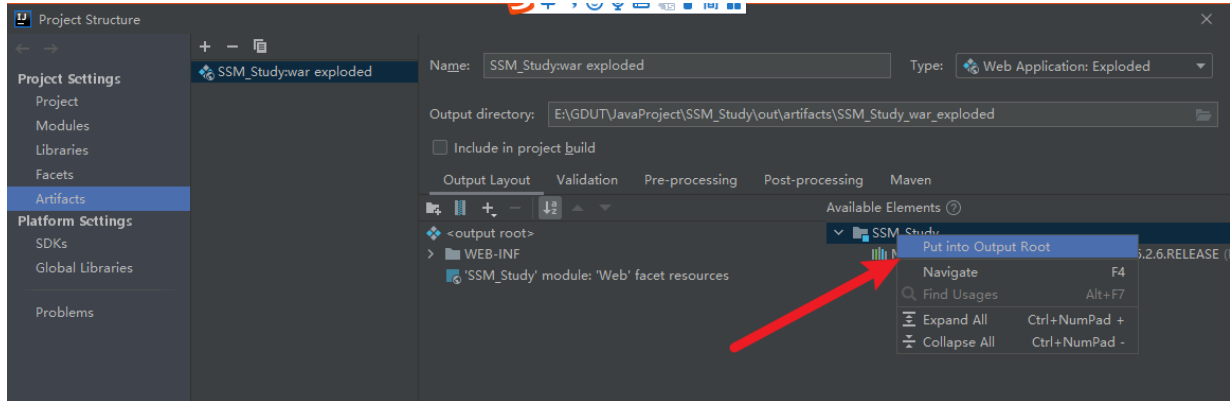 Project Structure
Project Settings
Project
Modules
Libraries
Facets
Artifacts
Platform Settings
SDKs
Global Libraries
Problems
SSM_Study:war exploded
Name: SSM_Study:war exploded Type: Web Application: Exploded
Output directory: E:\GDUT\JavaProject\SSM_Study\out\artifacts\SSM_Study_war_exploded
Include in project build
Output Layout Validation Pre-processing Post-processing Maven
Available Elements
<output root>
WEB-INF
'SSM_Study' module: 'Web' facet resources
SSM_Study
5.2.6.RELEASE
Put into Output Root
Navigate F4
Find Usages Alt+F7
Expand All Ctrl+NumPad +
Collapse All Ctrl+NumPad -